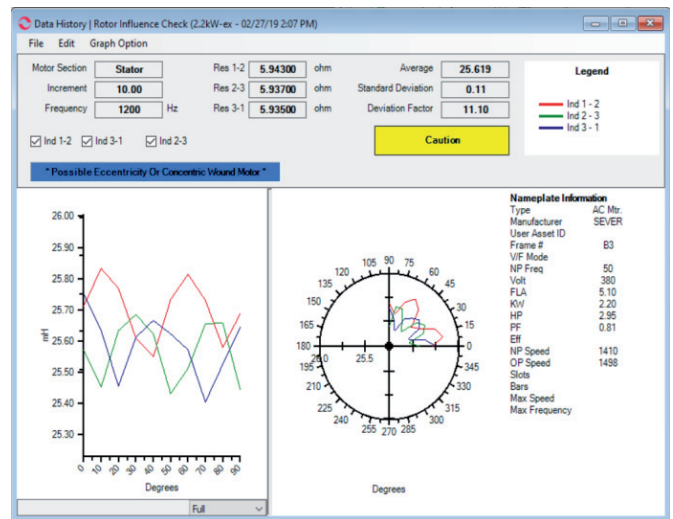 Data History | Rotor Influence Check (2.2kW-ex - 02/27/19 2:07 PM)
File Edit Graph Option
Motor Section Stator Res 1-2 5.94300 ohm Average 25.619
Increment 10.00 Res 2-3 5.93700 ohm Standard Deviation 0.11
Frequency 1200 Hz Res 3-1 5.93500 ohm Deviation Factor 11.10
Legend
Ind 1 - 2
Ind 2 - 3
Ind 3 - 1
Ind 1-2 Ind 3-1 Ind 2-3
Caution
* Possible Eccentricity Or Concentric Wound Motor *
26.00
25.90
25.80
25.70
25.60
25.50
25.40
25.30
mH
0 10 20 30 40 50 60 70 80 90
Degrees
Full
105 90 75
120 60
135 45
150 30
165 15
180 26.0 25.5 0
195 345
210 330
225 315
240 300
255 270 285
Degrees
Nameplate Information
Type AC Mtr.
Manufacturer SEVER
User Asset ID
Frame # B3
V/F Mode
NP Freq 50
Volt 380
FLA 5.10
KW 2.20
HP 2.95
PF 0.81
Eff
NP Speed 1410
OP Speed 1498
Slots
Bars
Max Speed
Max Frequency